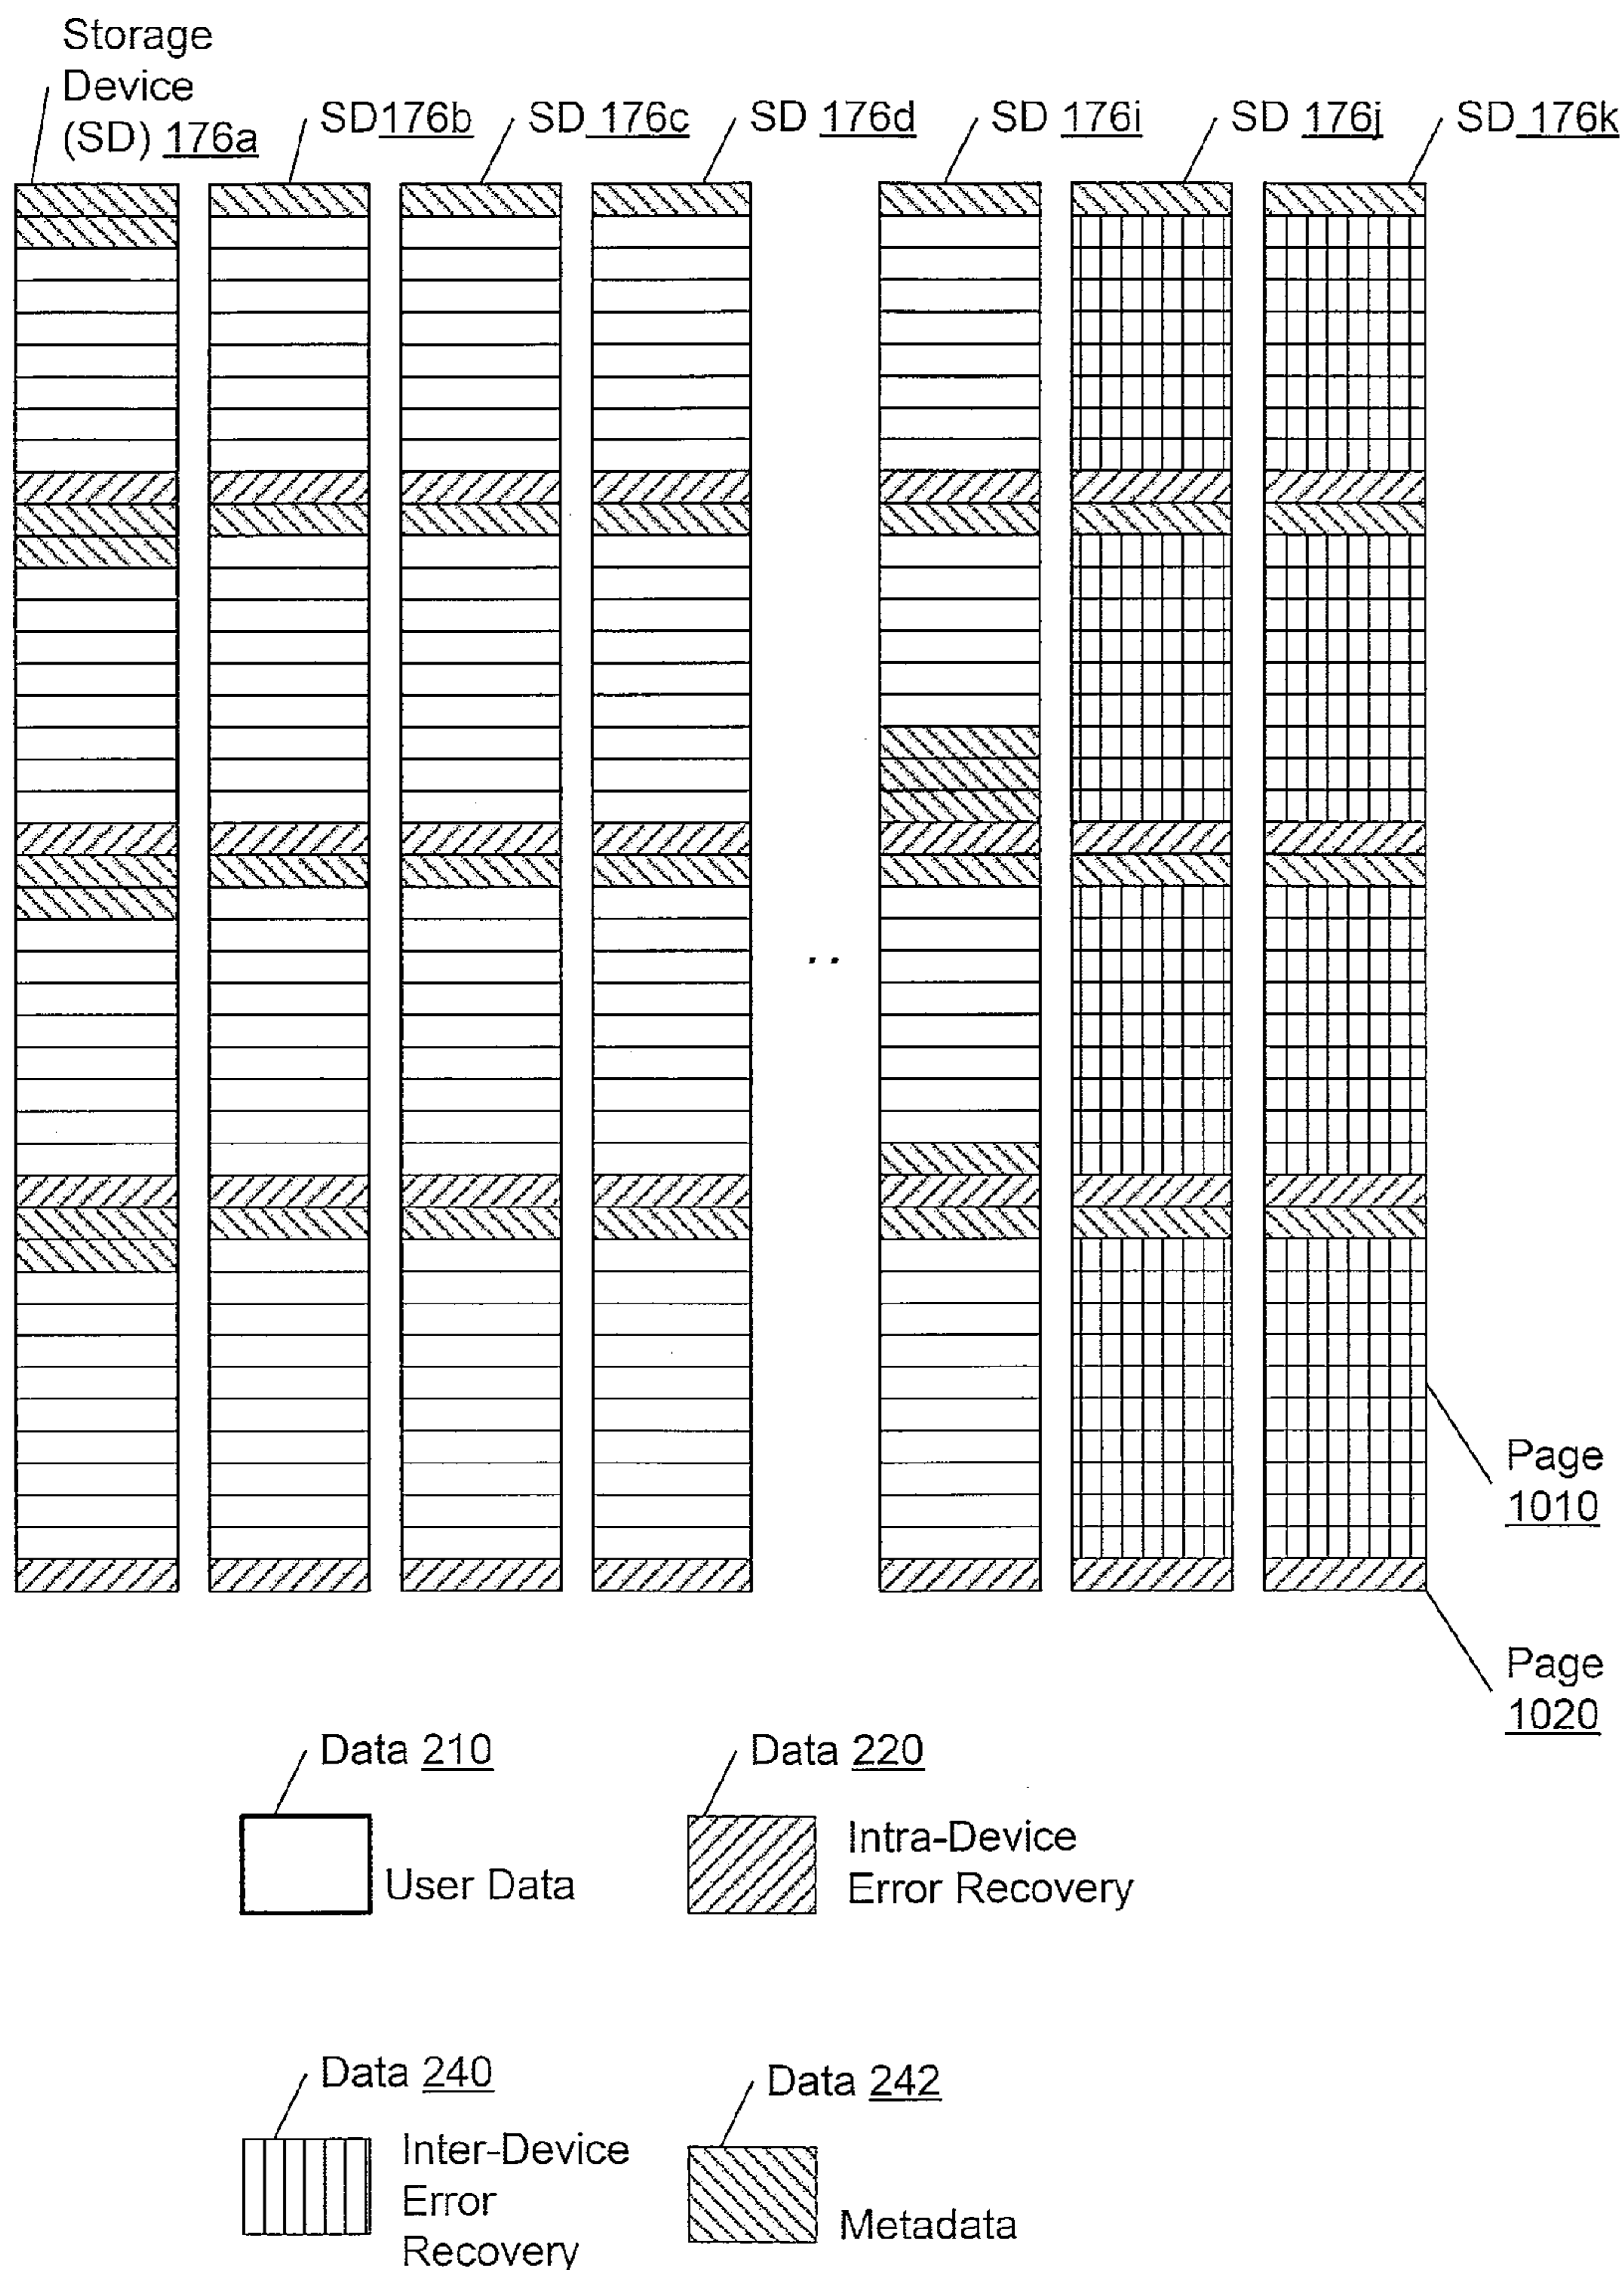 Storage
Device
(SD) 176a
SD176b
SD 176c
SD 176d
SD 176i
SD 176j
SD 176k
. .
Page
1010
Page
1020
Data 210
User Data
Data 220
Intra-Device
Error Recovery
Data 240
Inter-Device
Error
Recovery
Data 242
Metadata